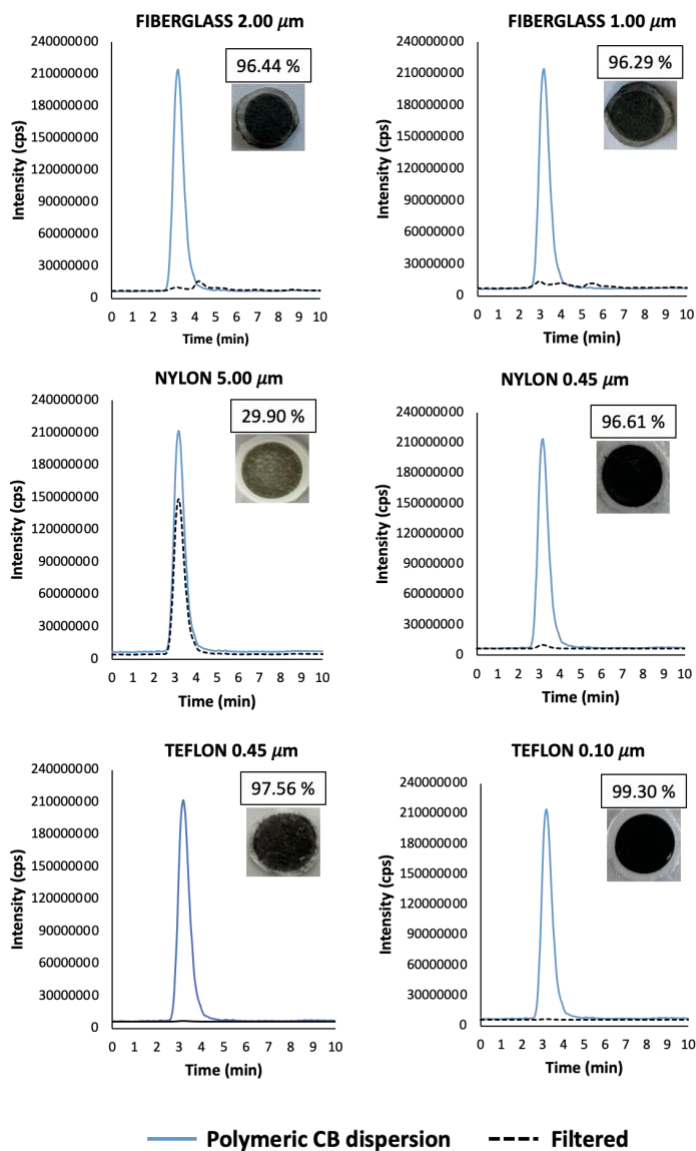 FIBERGLASS 2.00 µm
96.44 %
Intensity (cps)
240000000
210000000
180000000
150000000
120000000
90000000
60000000
30000000
0
0 1 2 3 4 5 6 7 8 9 10
Time (min)
FIBERGLASS 1.00 µm
96.29 %
Intensity (cps)
240000000
210000000
180000000
150000000
120000000
90000000
60000000
30000000
0
0 1 2 3 4 5 6 7 8 9 10
Time (min)
NYLON 5.00 µm
29.90 %
Intensity (cps)
240000000
210000000
180000000
150000000
120000000
90000000
60000000
30000000
0
0 1 2 3 4 5 6 7 8 9 10
Time (min)
NYLON 0.45 µm
96.61 %
Intensity (cps)
240000000
210000000
180000000
150000000
120000000
90000000
60000000
30000000
0
0 1 2 3 4 5 6 7 8 9 10
Time (min)
TEFLON 0.45 µm
97.56 %
Intensity (cps)
240000000
210000000
180000000
150000000
120000000
90000000
60000000
30000000
0
0 1 2 3 4 5 6 7 8 9 10
Time (min)
TEFLON 0.10 µm
99.30 %
Intensity (cps)
240000000
210000000
180000000
150000000
120000000
90000000
60000000
30000000
0
0 1 2 3 4 5 6 7 8 9 10
Time (min)
Polymeric CB dispersion
Filtered